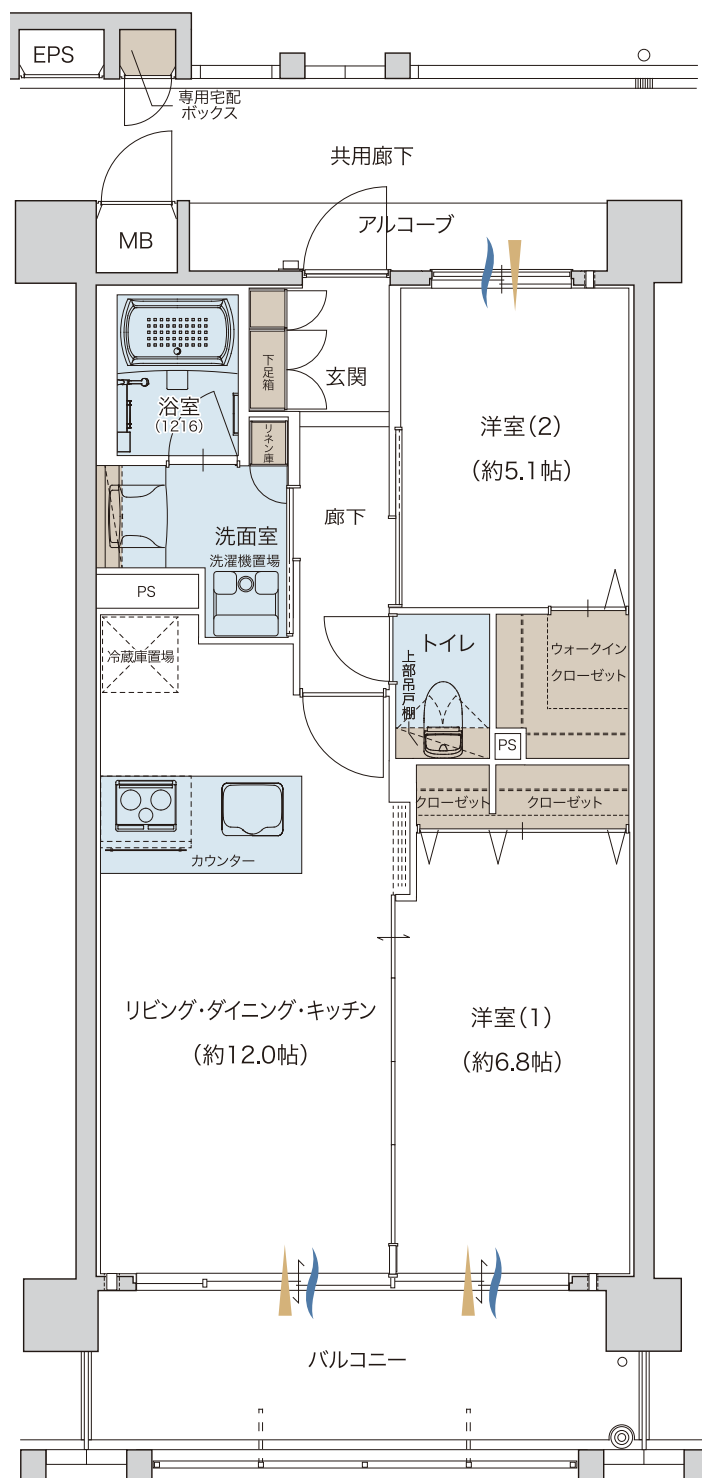 EPS
専用宅配
ボックス
共用廊下
MB
アルコーブ
下足箱
玄関
浴室
(1216)
リネン庫
洋室(2)
(約5.1帖)
廊下
洗面室
洗濯機置場
PS
冷蔵庫置場
トイレ
上部吊戸棚
ウォークイン
クローゼット
PS
クローゼット
クローゼット
カウンター
リビング・ダイニング・キッチン
(約12.0帖)
洋室(1)
(約6.8帖)
バルコニー